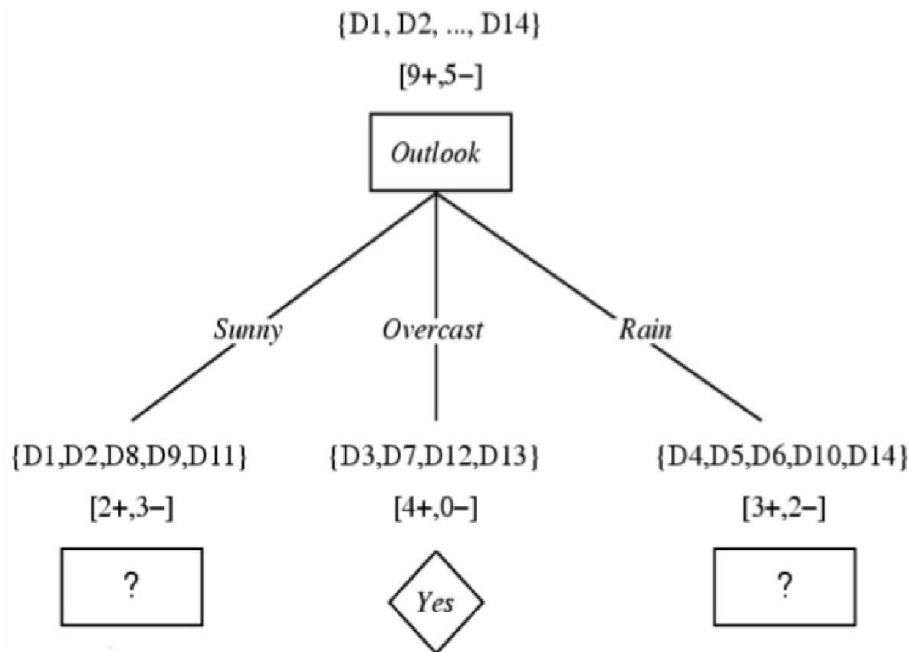 {D1, D2, ..., D14}
[9+,5−]
Outlook
Sunny
Overcast
Rain
{D1,D2,D8,D9,D11}
{D3,D7,D12,D13}
{D4,D5,D6,D10,D14}
[2+,3−]
[4+,0−]
[3+,2−]
?
Yes
?